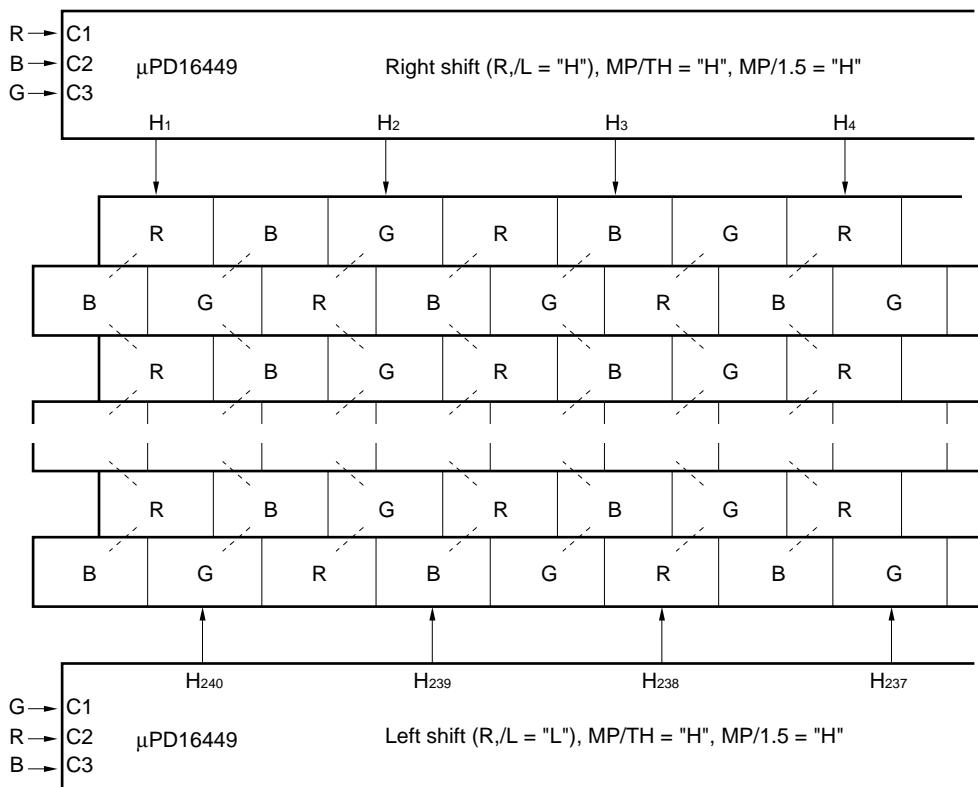 R C1
B C2 μPD16449 Right shift (R,/L = "H"), MP/TH = "H", MP/1.5 = "H"
G C3
H1 H2 H3 H4
R B G R B G R
B G R B G R B G
R B G R B G R
R B G R B G R
B G R B G R B G
H240 H239 H238 H237
G C1
R C2 μPD16449 Left shift (R,/L = "L"), MP/TH = "H", MP/1.5 = "H"
B C3